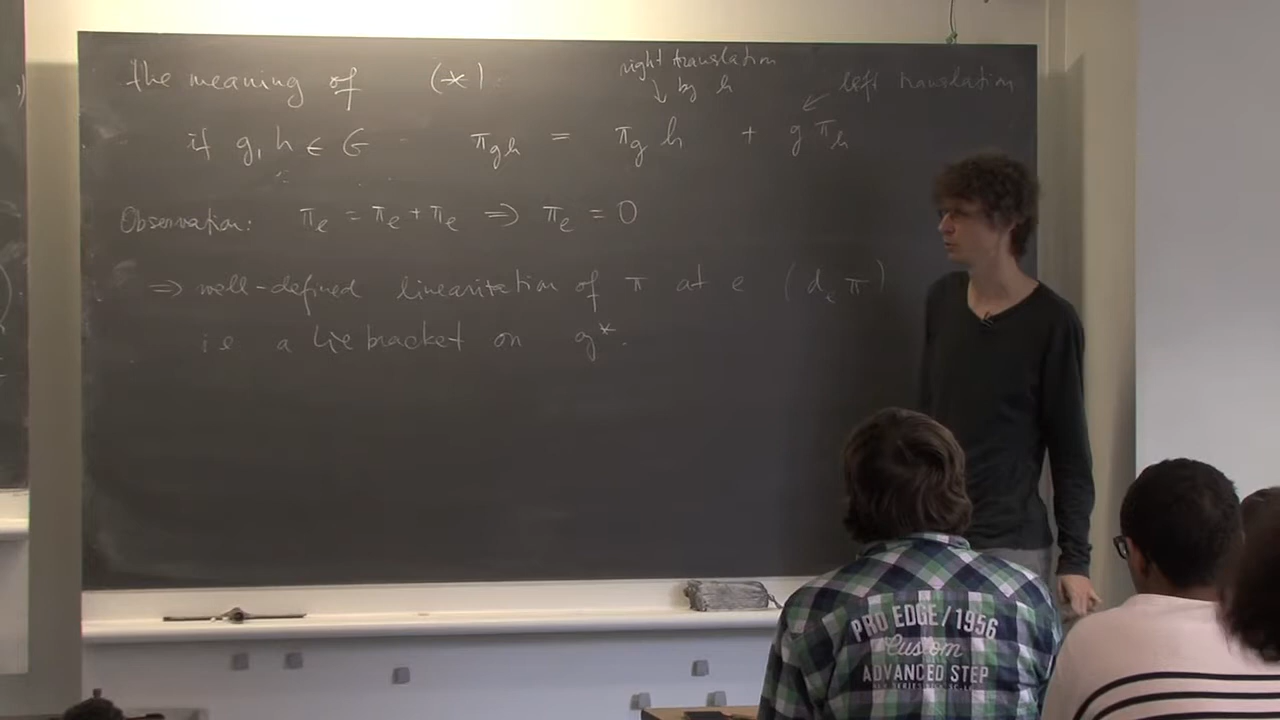 the meaning of (*)
right translation by h
left translation
if g, h ∈ G π_gh = π_g h + g π_h
Observation: π_e = π_e + π_e ⇒ π_e = 0
⇒ well-defined linearization of π at e (d_e π)
is a Lie bracket on g*.
PRO EDGE/1956
Custom
ADVANCED STEP